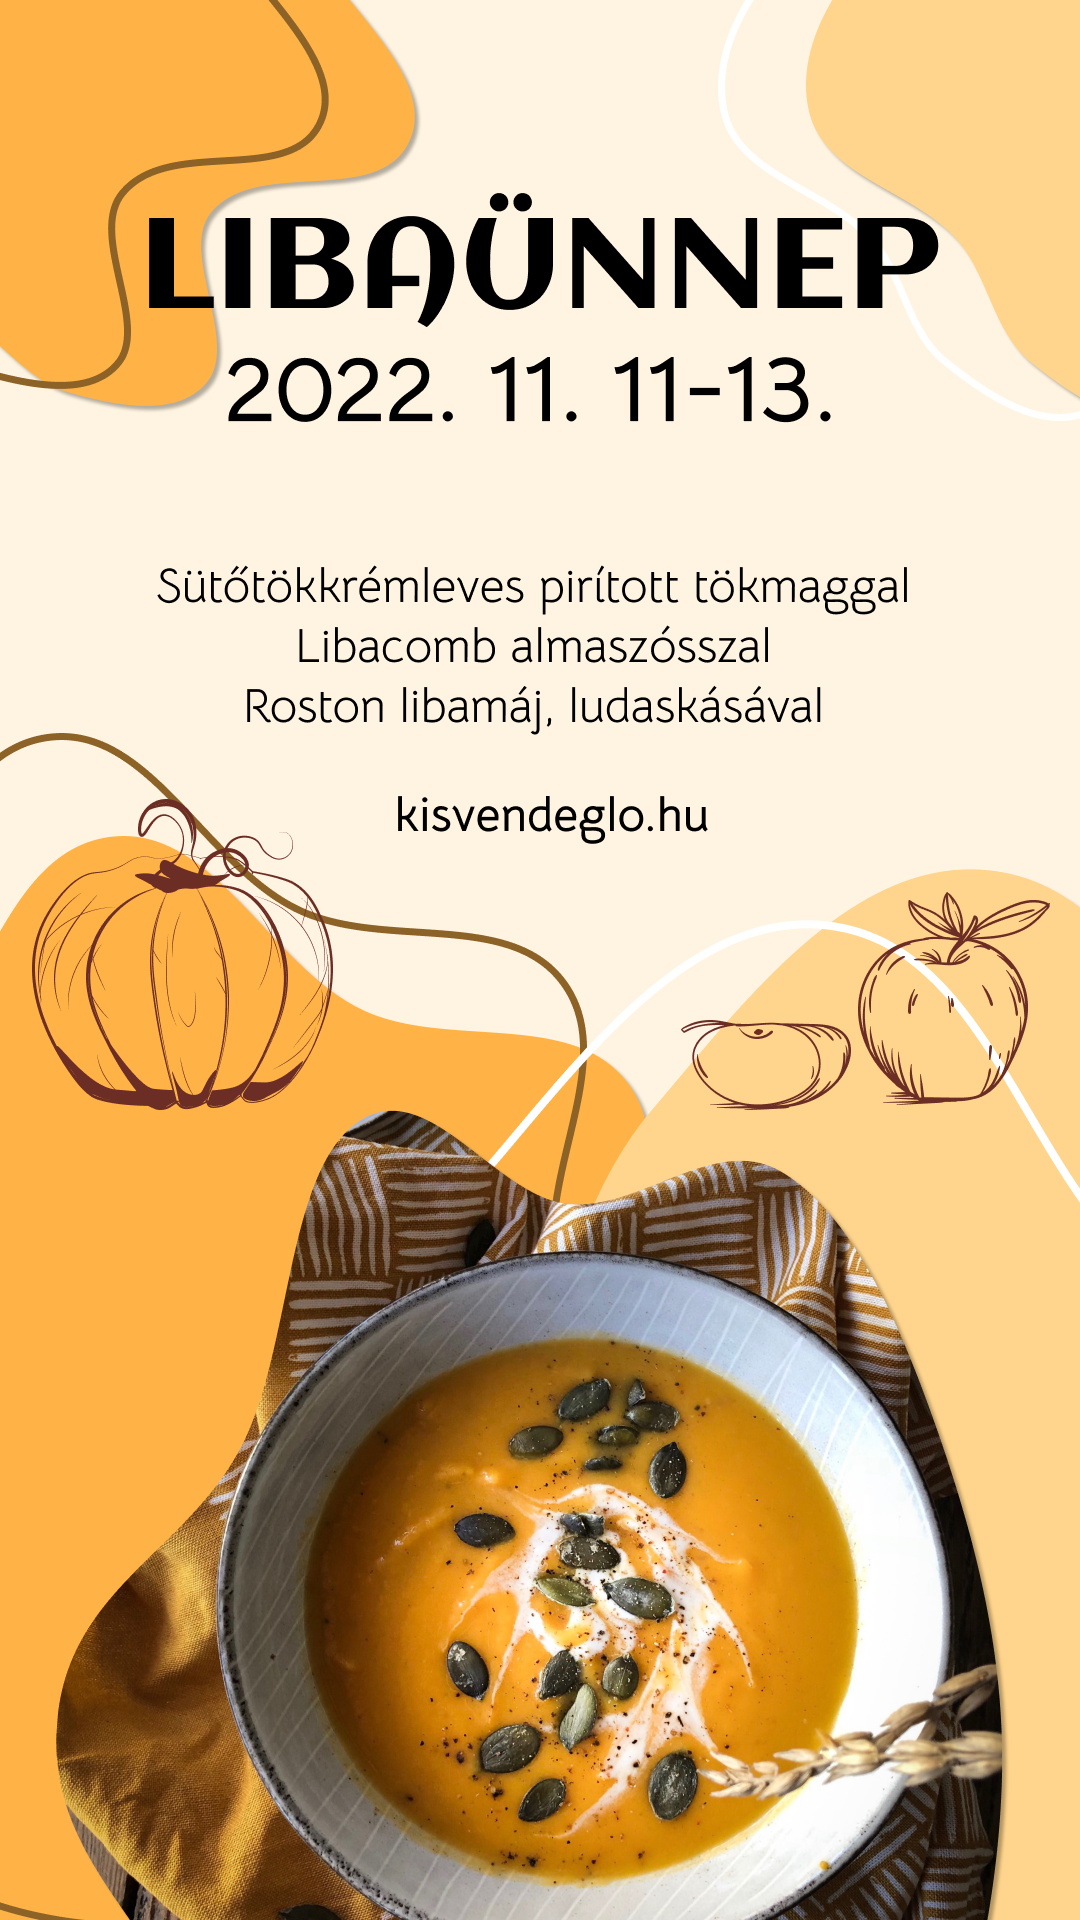 LIBAÜNNEP
2022. 11. 11-13.
Sütőtökkrémleves pirított tökmaggal
Libacomb almaszósszal
Roston libamáj, ludaskásával
kisvendeglo.hu